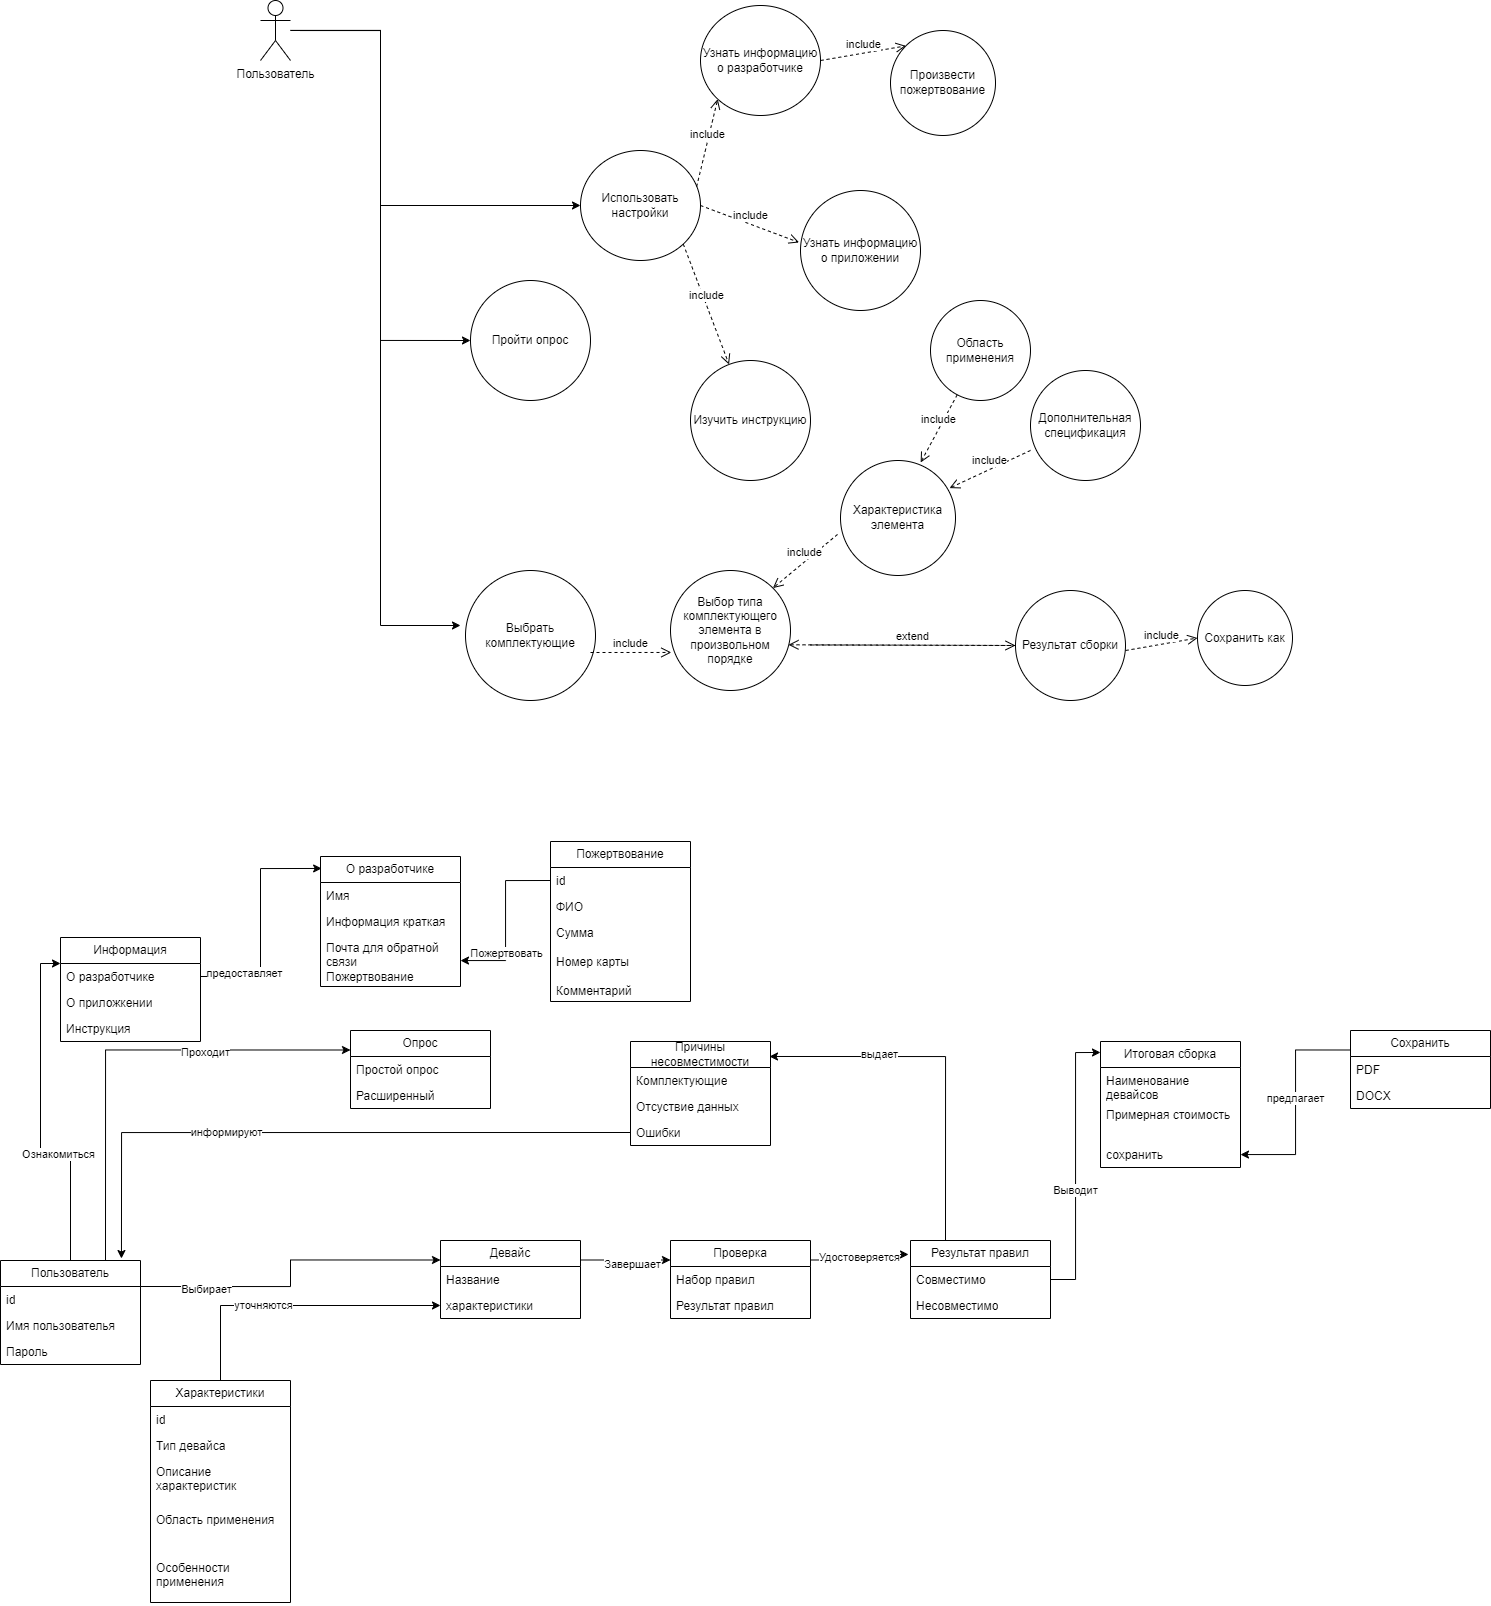 Пользователь
Узнать информацию
о разработчике
include
Произвести
пожертвование
include
Использовать
настройки
include
Узнать информацию
о приложении
include
Пройти опрос
Изучить инструкцию
Область
применения
include
Дополнительная
спецификация
include
Характеристика
элемента
include
Выбрать
комплектующие
include
Выбор типа
комплектующего
элемента в
произвольном
порядке
extend
Результат сборки
include
Сохранить как
Информация
О разработчике
О приложкении
Инструкция
предоставляет
О разработчике
Имя
Информация краткая
Почта для обратной
связи
Пожертвование
Пожертвовать
Пожертвование
id
ФИО
Сумма
Номер карты
Комментарий
Проходит
Опрос
Простой опрос
Расширенный
Причины
несовместимости
Комплектующие
Отсуствие данных
Ошибки
выдает
информируют
Ознакомиться
Итоговая сборка
Наименование
девайсов
Примерная стоимость
сохранить
предлагает
Сохранить
PDF
DOCX
Выводит
Пользователь
id
Имя пользователья
Пароль
Выбирает
уточняются
Девайс
Название
характеристики
Завершает
Проверка
Набор правил
Результат правил
Удостоверяется
Результат правил
Совместимо
Несовместимо
Характеристики
id
Тип девайса
Описание
характеристик
Область применения
Особенности
применения